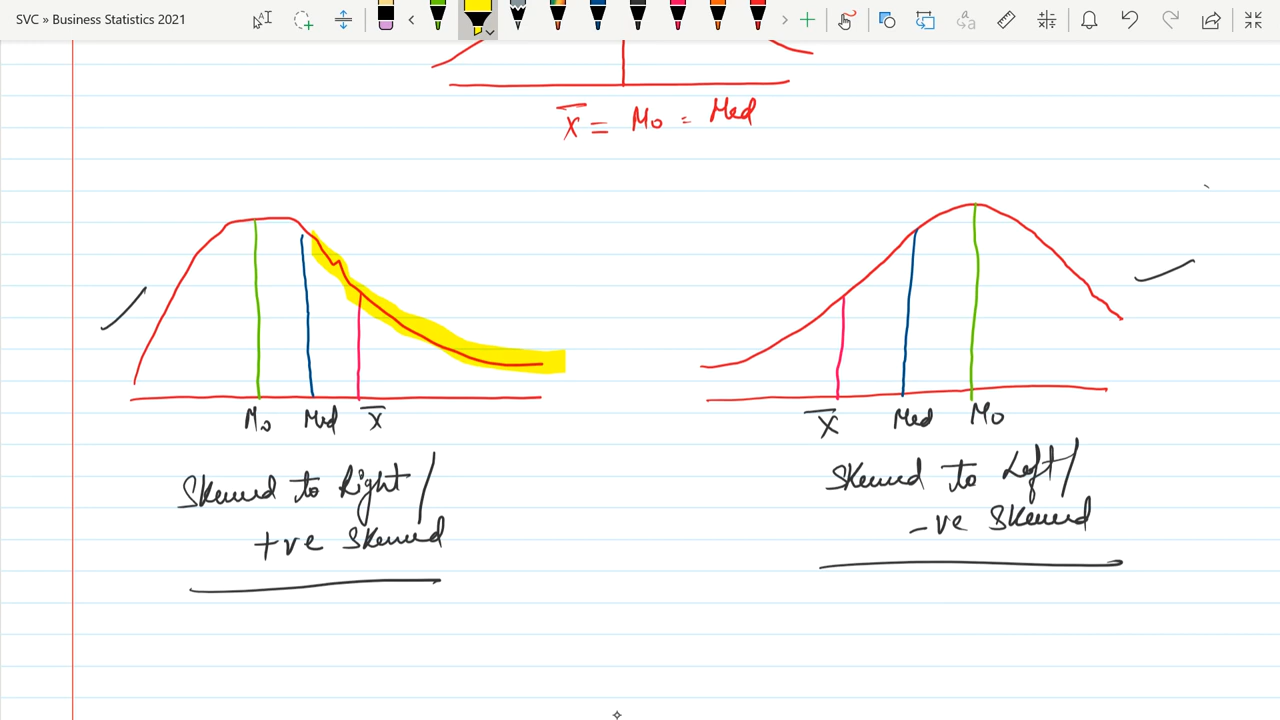 SVC » Business Statistics 2021
X̅ = Mo = Med
Mo Med X̅
X̅ Med Mo
Skewed to Right /
+ve Skewed
Skewed to Left /
-ve Skewed